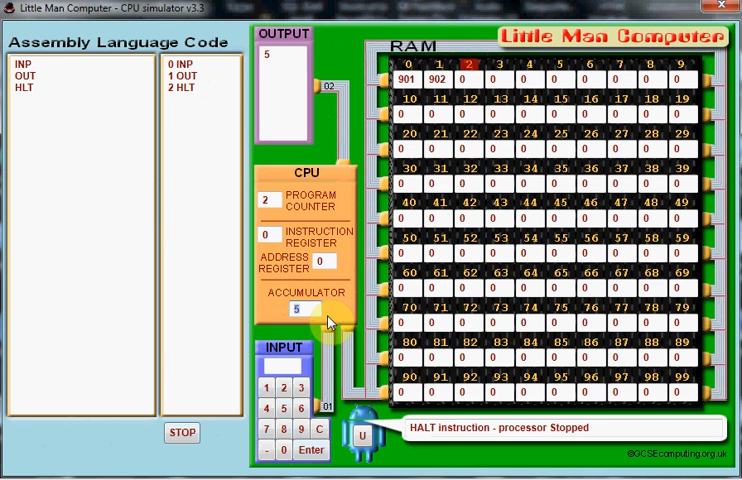 Little Man Computer - CPU simulator v3.3
Assembly Language Code
INP
OUT
HLT
0 INP
1 OUT
2 HLT
STOP
OUTPUT
5
02
CPU
2 PROGRAM COUNTER
0 INSTRUCTION REGISTER
ADDRESS REGISTER 0
ACCUMULATOR
5
INPUT
1 2 3
4 5 6
7 8 9 C
- 0 Enter
01
U
RAM
Little Man Computer
0 1 2 3 4 5 6 7 8 9
901 902 0 0 0 0 0 0 0 0
10 11 12 13 14 15 16 17 18 19
0 0 0 0 0 0 0 0 0 0
20 21 22 23 24 25 26 27 28 29
0 0 0 0 0 0 0 0 0 0
30 31 32 33 34 35 36 37 38 39
0 0 0 0 0 0 0 0 0 0
40 41 42 43 44 45 46 47 48 49
0 0 0 0 0 0 0 0 0 0
50 51 52 53 54 55 56 57 58 59
0 0 0 0 0 0 0 0 0 0
60 61 62 63 64 65 66 67 68 69
0 0 0 0 0 0 0 0 0 0
70 71 72 73 74 75 76 77 78 79
0 0 0 0 0 0 0 0 0 0
80 81 82 83 84 85 86 87 88 89
0 0 0 0 0 0 0 0 0 0
90 91 92 93 94 95 96 97 98 99
0 0 0 0 0 0 0 0 0 0
HALT instruction - processor Stopped
©GCSEcomputing.org.uk